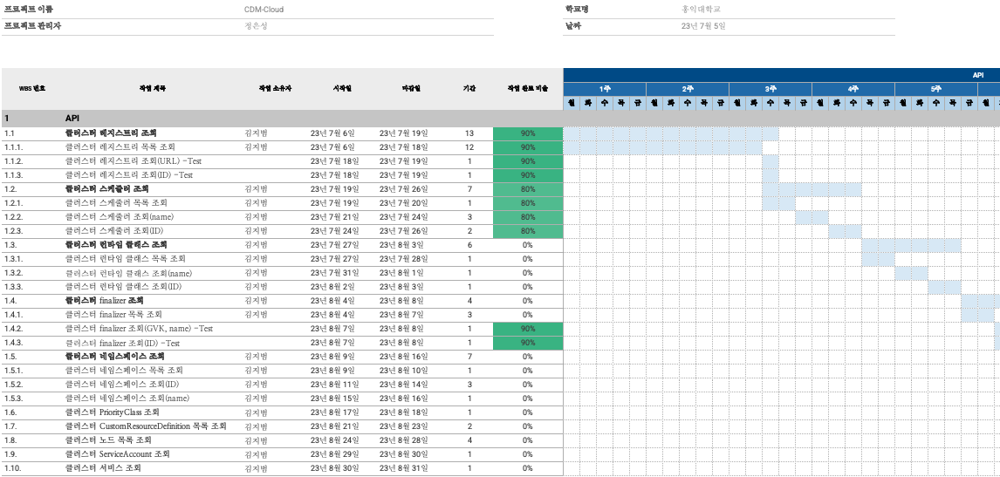 프로젝트 이름 CDM-Cloud 학교명 홍익대학교
프로젝트 관리자 정은성 날짜 23년 7월 5일
API
WBS 번호 작업 제목 작업 소유자 시작일 마감일 기간 작업 완료 비율 1주 2주 3주 4주 5주
월 화 수 목 금 월 화 수 목 금 월 화 수 목 금 월 화 수 목 금 월 화 수 목 금 월
1 API
1.1 클러스터 레지스트리 조회 김지범 23년 7월 6일 23년 7월 19일 13 90%
1.1.1. 클러스터 레지스트리 목록 조회 김지범 23년 7월 6일 23년 7월 18일 12 90%
1.1.2. 클러스터 레지스트리 조회(URL) -Test 23년 7월 18일 23년 7월 19일 1 90%
1.1.3. 클러스터 레지스트리 조회(ID) -Test 23년 7월 18일 23년 7월 19일 1 90%
1.2. 클러스터 스케줄러 조회 김지범 23년 7월 19일 23년 7월 26일 7 80%
1.2.1. 클러스터 스케줄러 목록 조회 김지범 23년 7월 19일 23년 7월 20일 1 80%
1.2.2. 클러스터 스케줄러 조회(name) 김지범 23년 7월 21일 23년 7월 24일 3 80%
1.2.3. 클러스터 스케줄러 조회(ID) 김지범 23년 7월 24일 23년 7월 26일 2 80%
1.3. 클러스터 런타임 클래스 조회 김지범 23년 7월 27일 23년 8월 3일 6 0%
1.3.1. 클러스터 런타임 클래스 목록 조회 김지범 23년 7월 27일 23년 7월 28일 1 0%
1.3.2. 클러스터 런타임 클래스 조회(name) 김지범 23년 7월 31일 23년 8월 1일 1 0%
1.3.3. 클러스터 런타임 클래스 조회(ID) 김지범 23년 8월 2일 23년 8월 3일 1 0%
1.4. 클러스터 finalizer 조회 김지범 23년 8월 4일 23년 8월 8일 4 0%
1.4.1. 클러스터 finalizer 목록 조회 김지범 23년 8월 4일 23년 8월 7일 3 0%
1.4.2. 클러스터 finalizer 조회(GVK, name) -Test 23년 8월 7일 23년 8월 8일 1 90%
1.4.3. 클러스터 finalizer 조회(ID) -Test 23년 8월 7일 23년 8월 8일 1 90%
1.5. 클러스터 네임스페이스 조회 김지범 23년 8월 9일 23년 8월 16일 7 0%
1.5.1. 클러스터 네임스페이스 목록 조회 김지범 23년 8월 9일 23년 8월 10일 1 0%
1.5.2. 클러스터 네임스페이스 조회(ID) 김지범 23년 8월 11일 23년 8월 14일 3 0%
1.5.3. 클러스터 네임스페이스 조회(name) 김지범 23년 8월 15일 23년 8월 16일 1 0%
1.6. 클러스터 PriorityClass 조회 김지범 23년 8월 17일 23년 8월 18일 1 0%
1.7. 클러스터 CustomResourceDefinition 목록 조회 김지범 23년 8월 21일 23년 8월 23일 2 0%
1.8. 클러스터 노드 목록 조회 김지범 23년 8월 24일 23년 8월 28일 4 0%
1.9. 클러스터 ServiceAccount 조회 김지범 23년 8월 29일 23년 8월 30일 1 0%
1.10. 클러스터 서비스 조회 김지범 23년 8월 30일 23년 8월 31일 1 0%